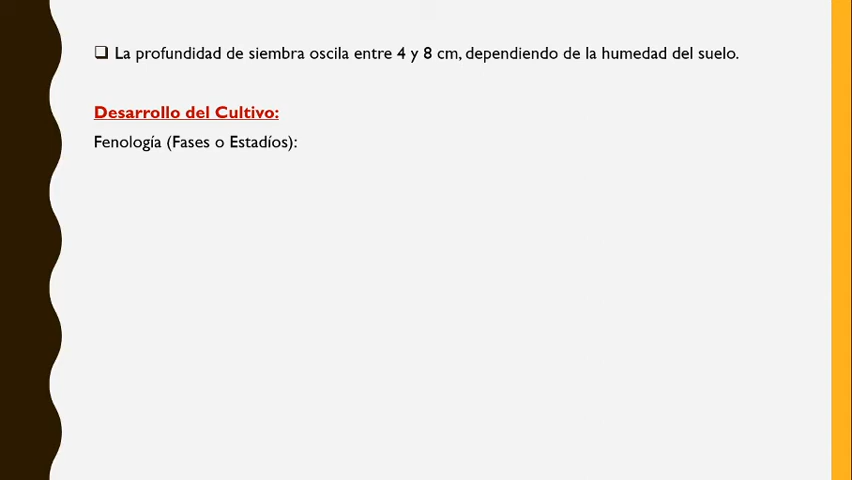 ❑ La profundidad de siembra oscila entre 4 y 8 cm, dependiendo de la humedad del suelo.
Desarrollo del Cultivo:
Fenología (Fases o Estadíos):